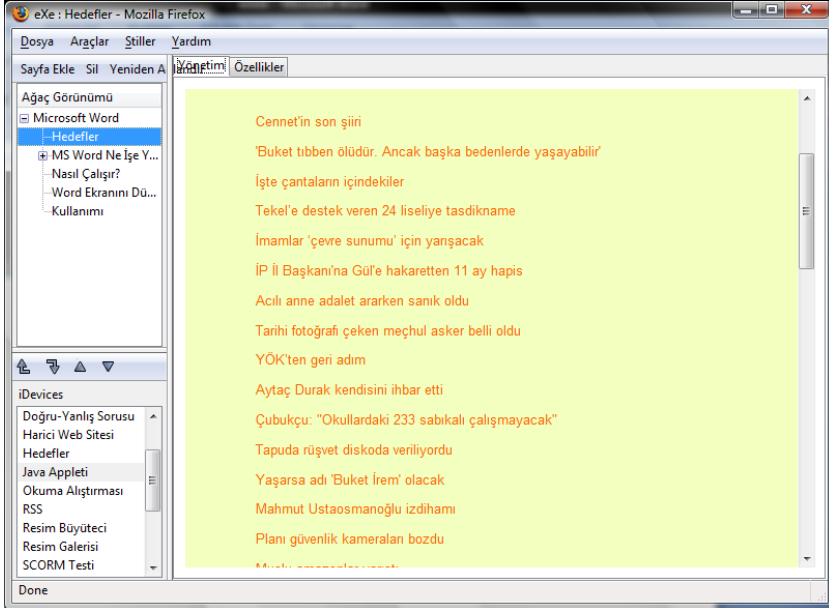 eXe : Hedefler - Mozilla Firefox
Dosya Araçlar Stiller Yardım
Sayfa Ekle Sil Yeniden A
Yönetim Özellikler
Ağaç Görünümü
Microsoft Word
Hedefler
MS Word Ne İşe Y...
Nasıl Çalışır?
Word Ekranını Dü...
Kullanımı
iDevices
Doğru-Yanlış Sorusu
Harici Web Sitesi
Hedefler
Java Appleti
Okuma Alıştırması
RSS
Resim Büyüteci
Resim Galerisi
SCORM Testi
Cennet'in son şiiri
'Buket tıbben ölüdür. Ancak başka bedenlerde yaşayabilir'
İşte çantaların içindekiler
Tekel'e destek veren 24 liseliye tasdikname
İmamlar 'çevre sunumu' için yarışacak
İP İl Başkanı'na Gül'e hakaretten 11 ay hapis
Acılı anne adalet ararken sanık oldu
Tarihi fotoğrafı çeken meçhul asker belli oldu
YÖK'ten geri adım
Aytaç Durak kendisini ihbar etti
Çubukçu: "Okullardaki 233 sabıkalı çalışmayacak"
Tapuda rüşvet diskoda veriliyordu
Yaşarsa adı 'Buket İrem' olacak
Mahmut Ustaosmanoğlu izdihamı
Planı güvenlik kameraları bozdu
Done